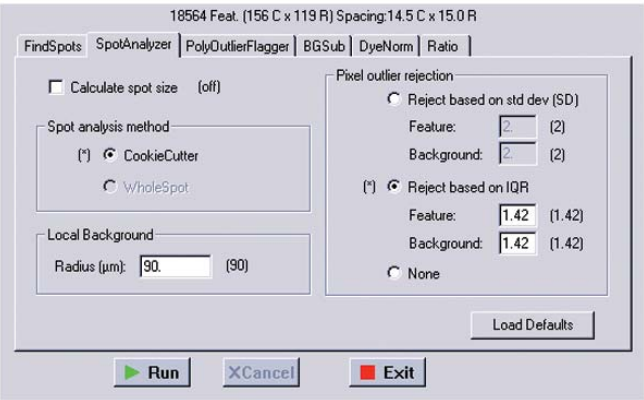 18564 Feat. (156 C x 119 R) Spacing:14.5 C x 15.0 R
FindSpots SpotAnalyzer PolyOutlierFlagger BGSub DyeNorm Ratio
Calculate spot size (off)
Spot analysis method
(*) CookieCutter
WholeSpot
Local Background
Radius (µm): 90. (90)
Pixel outlier rejection
Reject based on std dev (SD)
Feature: 2. (2)
Background: 2. (2)
(*) Reject based on IQR
Feature: 1.42 (1.42)
Background: 1.42 (1.42)
None
Load Defaults
Run XCancel Exit